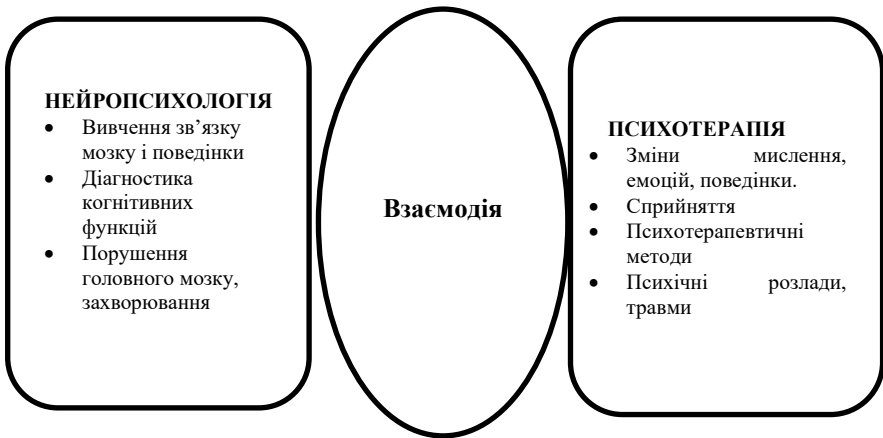 НЕЙРОПСИХОЛОГІЯ
• Вивчення зв’язку
мозку і поведінки
• Діагностика
когнітивних
функцій
• Порушення
головного мозку,
захворювання
Взаємодія
ПСИХОТЕРАПІЯ
• Зміни мислення,
емоцій, поведінки.
• Сприйняття
• Психотерапевтичні
методи
• Психічні розлади,
травми